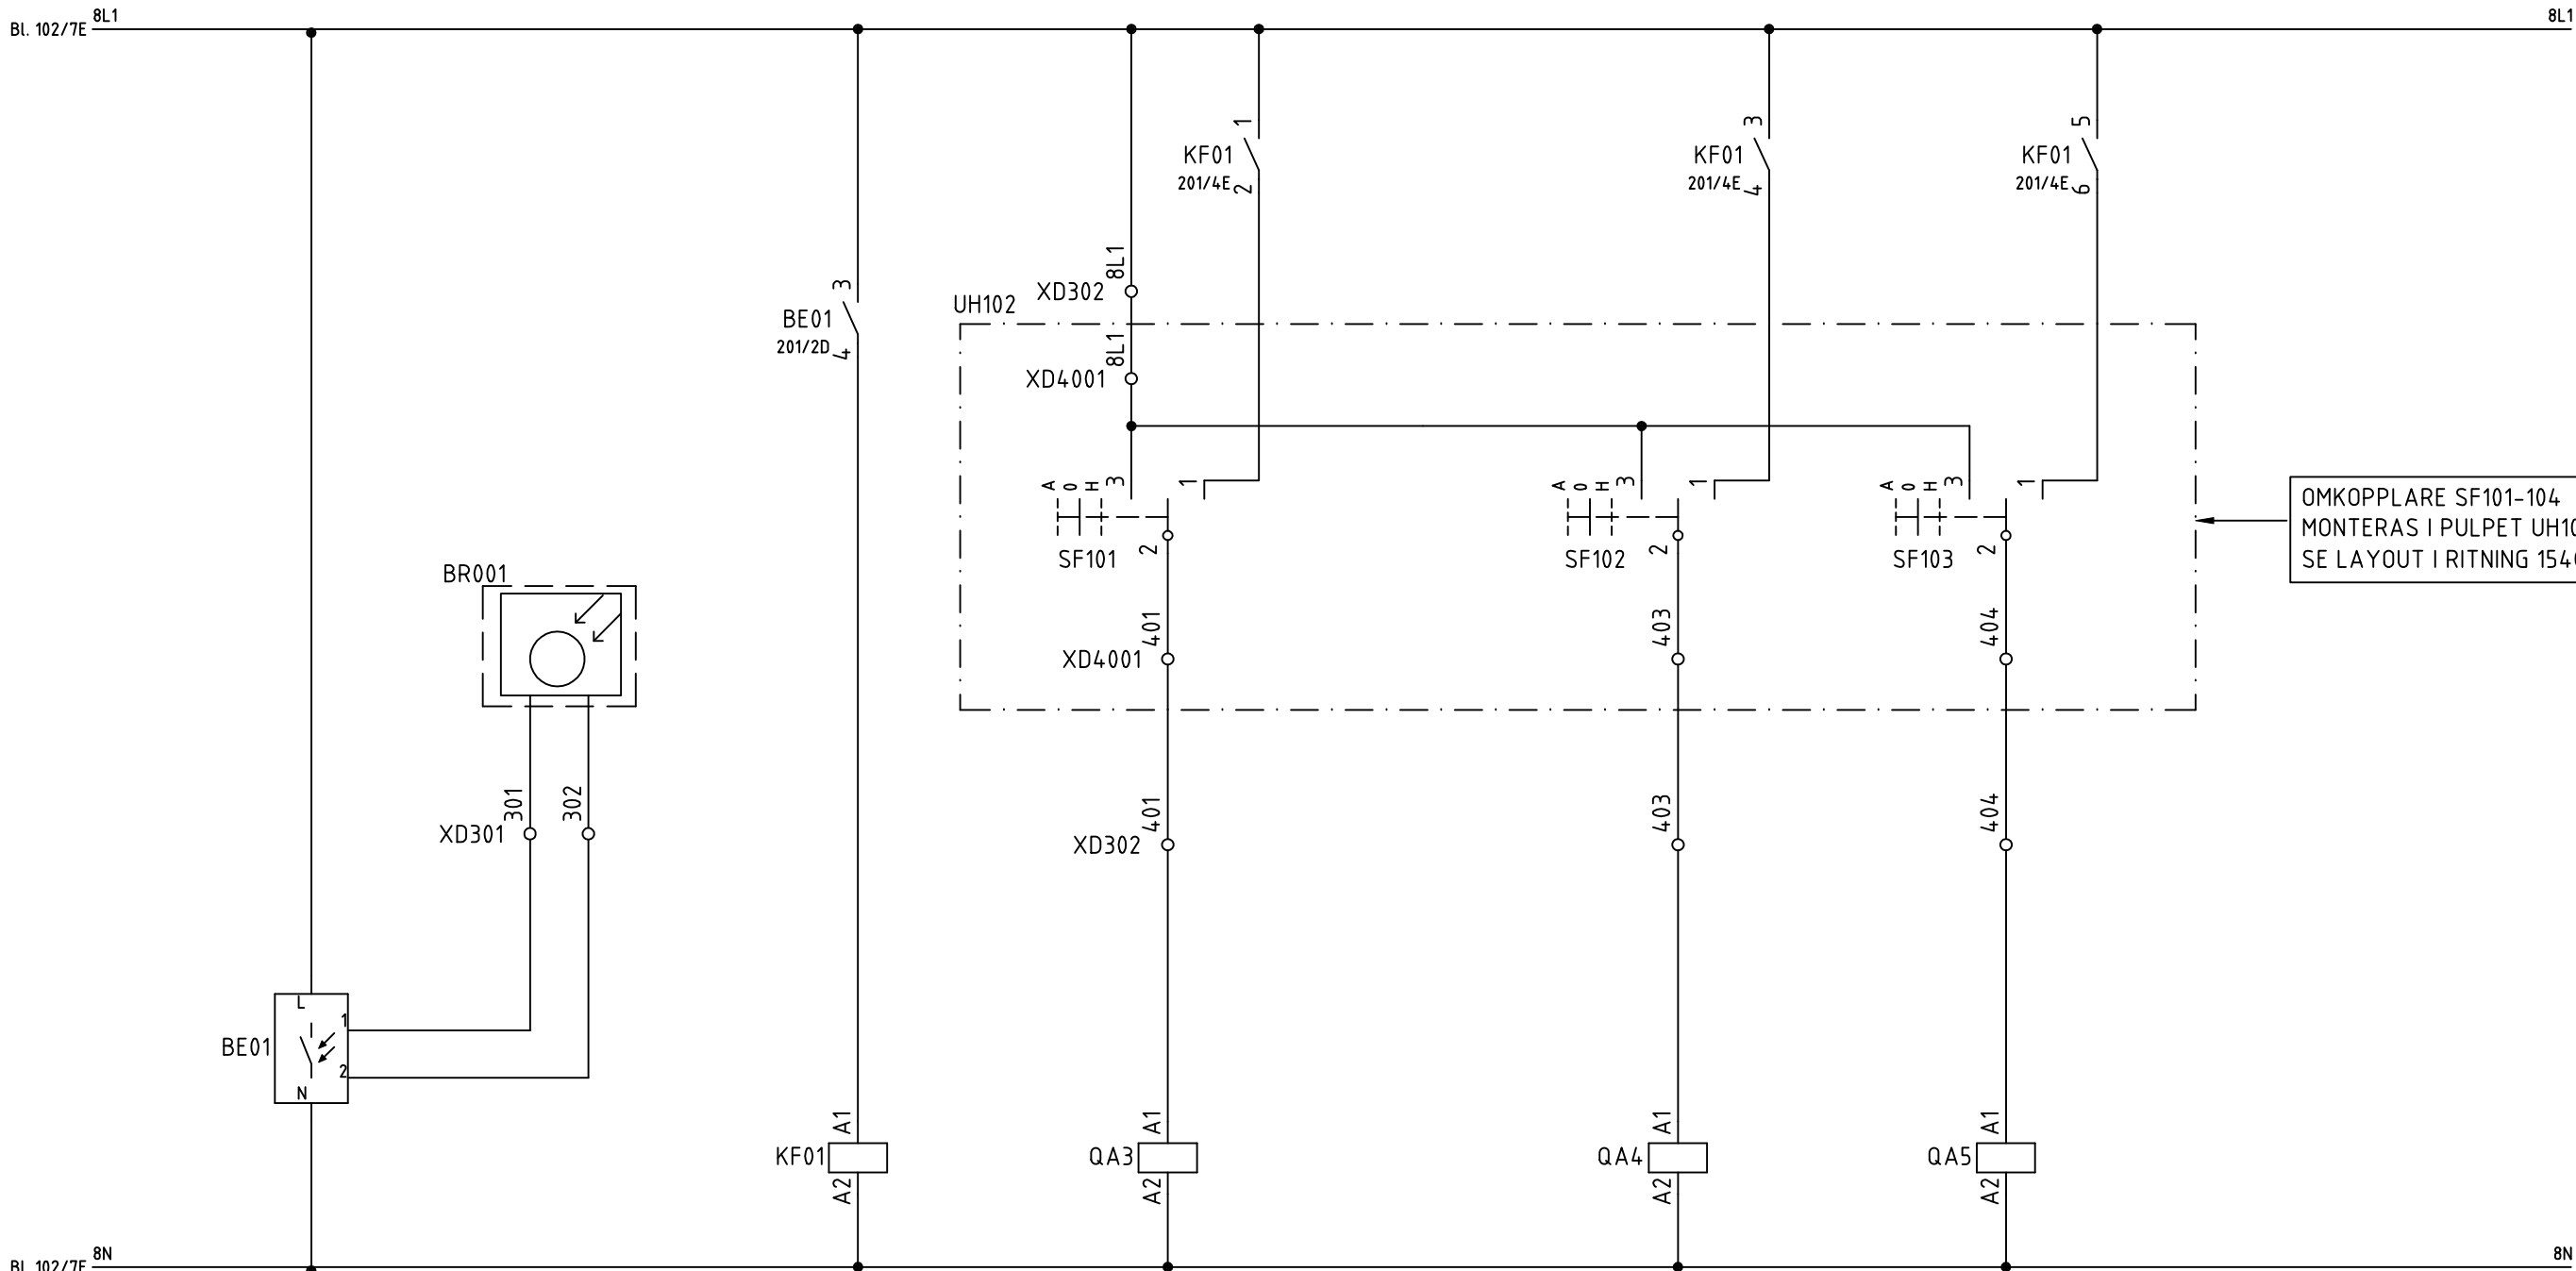 8L1
8L1
Bl. 102/7E
1
KF01
201/4E
2
3
KF01
201/4E
4
5
KF01
201/4E
6
3
BE01
201/2D
4
8L1
XD302
UH102
8L1
XD4001
A 0 H 3
1
2
SF101
A 0 H 3
1
2
SF102
A 0 H 3
1
2
SF103
OMKOPPLARE SF101-104
MONTERAS I PULPET
SE LAYOUT I RITNING
BR001
401
403
404
XD4001
301
302
XD301
401
403
404
XD302
L
1
BE01
2
N
A1
KF01
A2
A1
QA3
A2
A1
QA4
A2
A1
QA5
A2
8N
8N
Bl. 102/7F